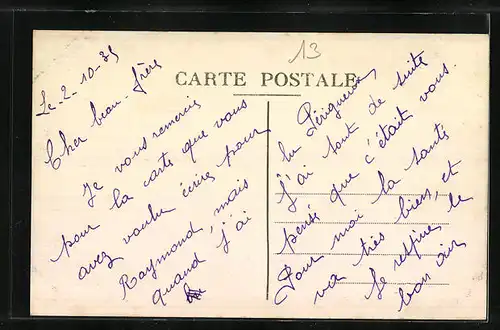 13
CARTE POSTALE
Le - 2 - 10 - 35
Cher beau-frère
Je vous remercie
pour la carte que vous
avez voulu écrire pour
Raymond, mais
quand j'ai
lu Périgueux,
j'ai tout de suite
pensé que c'était vous.
Pour moi la santé
va très bien, et
Je respire le
bon air